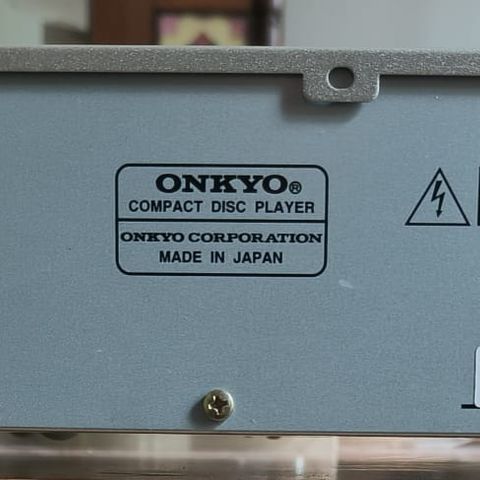 ONKYO®
COMPACT DISC PLAYER
ONKYO CORPORATION
MADE IN JAPAN